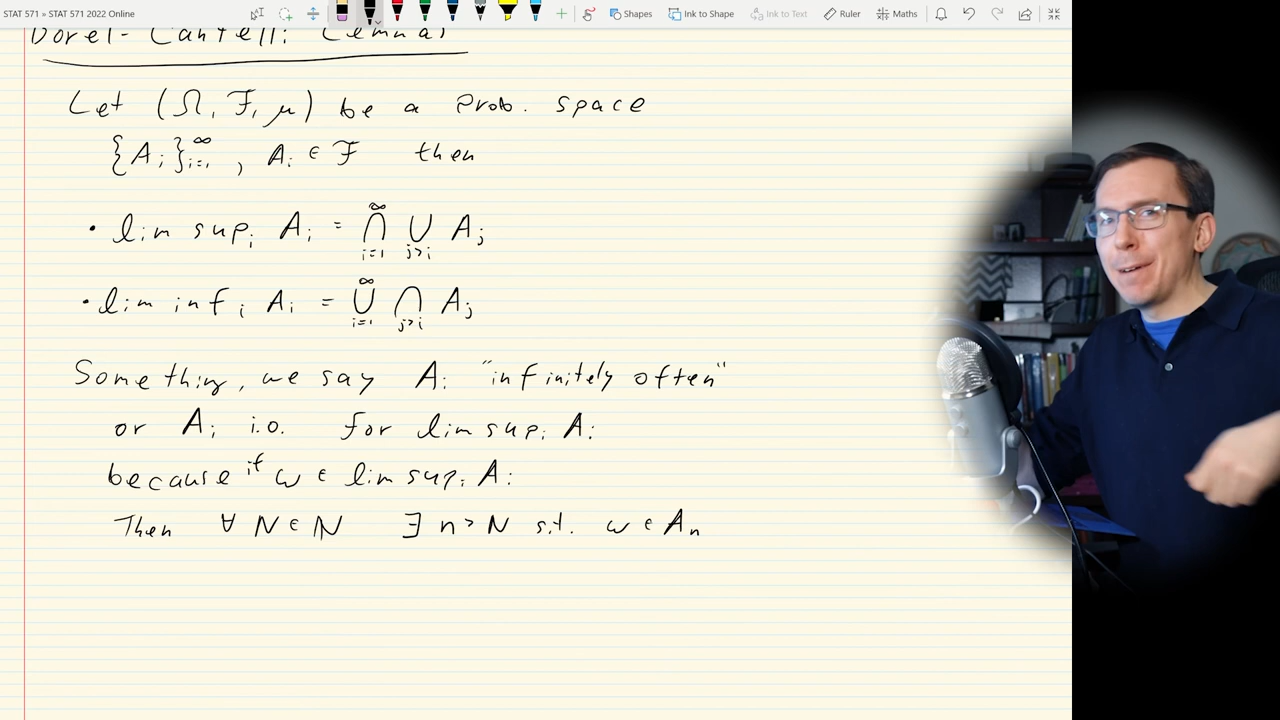 STAT 571 » STAT 571 2022 Online
Shapes
Ink to Shape
Ink to Text
Ruler
Maths
Borel-Cantelli Lemmas
Let (Ω, ℱ, μ) be a prob. space
{A_i}_{i=1}^∞, A_i ∈ ℱ then
• lim sup_i A_i = ⋂_{i=1}^∞ ⋃_{j>i} A_j
• lim inf_i A_i = ⋃_{i=1}^∞ ⋂_{j>i} A_j
Something, we say A_i "infinitely often"
or A_i i.o. for lim sup_i A_i
because if ω ∈ lim sup_i A_i
Then ∀ N ∈ ℕ ∃ n > N s.t. ω ∈ A_n